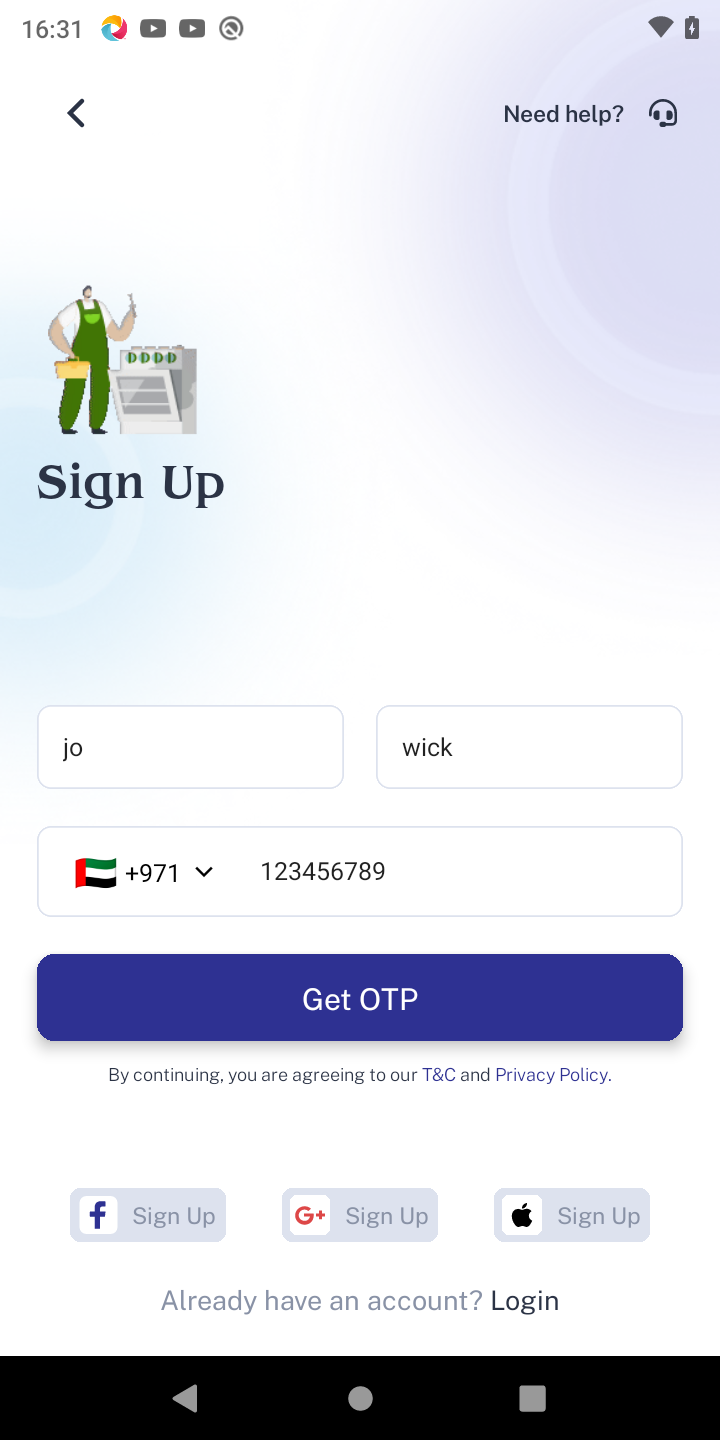 16:31
Need help?
Sign Up
jo
wick
+971
123456789
Get OTP
By continuing, you are agreeing to our T&C and Privacy Policy.
Sign Up
G+ Sign Up
Sign Up
Already have an account? Login